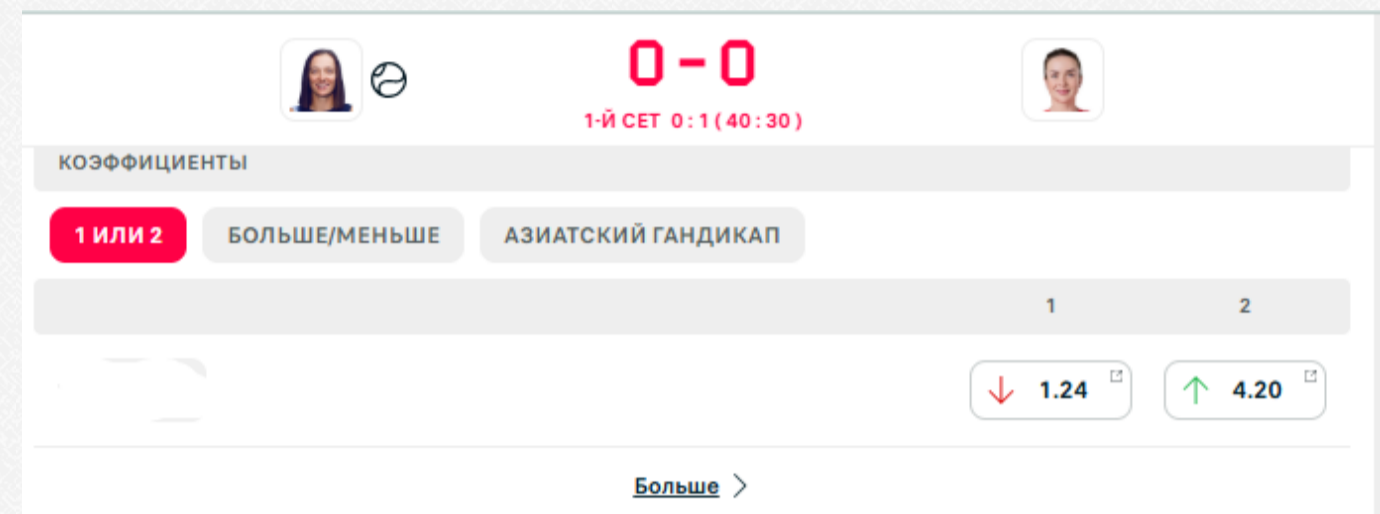 0-0
1-Й СЕТ 0:1(40:30)
КОЭФФИЦИЕНТЫ
1 ИЛИ 2 БОЛЬШЕ/МЕНЬШЕ АЗИАТСКИЙ ГАНДИКАП
1 2
1.24 4.20
Больше